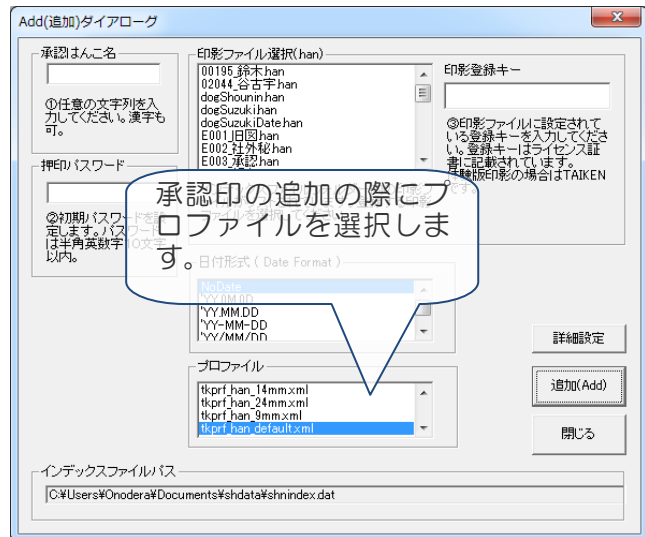 Add(追加)ダイアローグ
承認はんこ名
①任意の文字列を入
力してください。漢字も
可。
押印パスワード
②初期パスワードを設
定します。パスワード
は半角英数字10文字
以内。
印影ファイル選択(han)
00195_鈴木.han
02044_谷古宇.han
dogShounin.han
dogSuzuki.han
dogSuzukiDate.han
E001_旧図.han
E002_社外秘.han
E003_承認.han
印影登録キー
③印影ファイルに設定されて
いる登録キーを入力してくださ
い。登録キーはライセンス証
書に記載されています。
体験版印影の場合はTAIKEN
です。
承認印の追加の際にプ
ロファイルを選択しま
す。
日付形式 ( Date Format )
NoDate
'YY.0M.0D
'YY.MM.DD
'YY-MM-DD
'YY/MM/DD
プロファイル
tkprf_han_14mm.xml
tkprf_han_24mm.xml
tkprf_han_9mm.xml
tkprf_han_default.xml
詳細設定
追加(Add)
閉じる
インデックスファイルパス
C:¥Users¥Onodera¥Documents¥shdata¥shnindex.dat